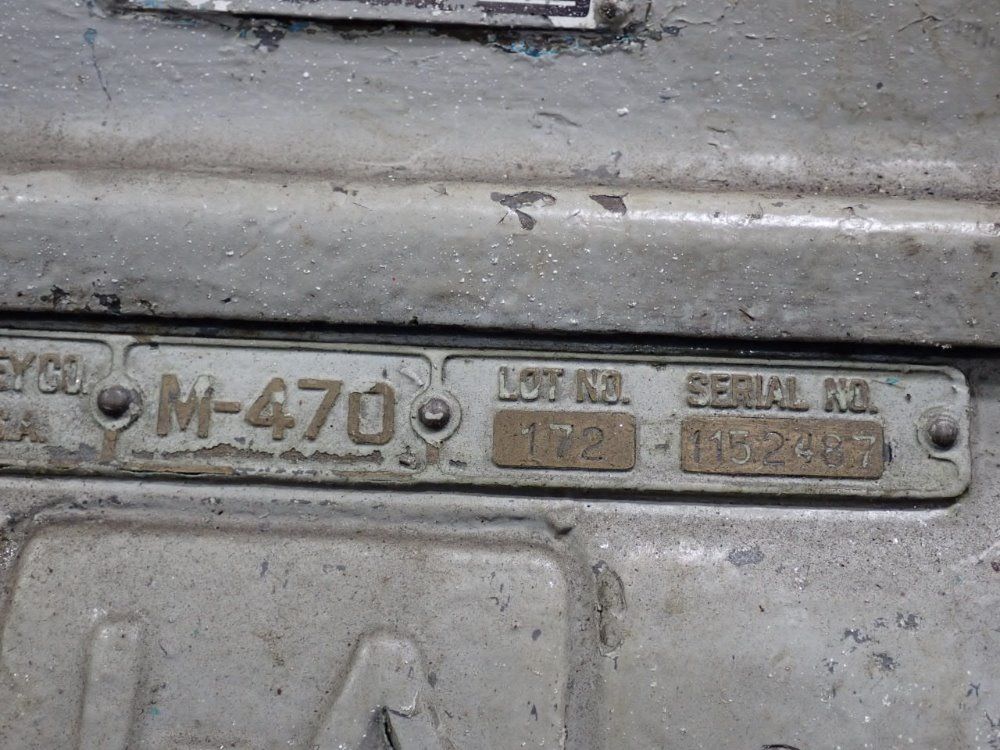 EY CO.
S.A.
M-470
LOT NO.
172
SERIAL NO.
1152487